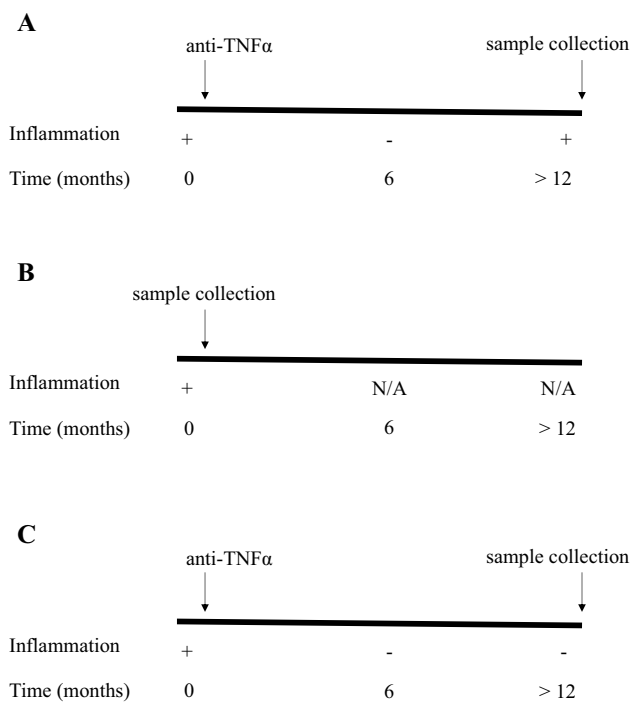 A
anti-TNFα sample collection
Inflammation + - +
Time (months) 0 6 > 12
B
sample collection
Inflammation + N/A N/A
Time (months) 0 6 > 12
C
anti-TNFα sample collection
Inflammation + - -
Time (months) 0 6 > 12